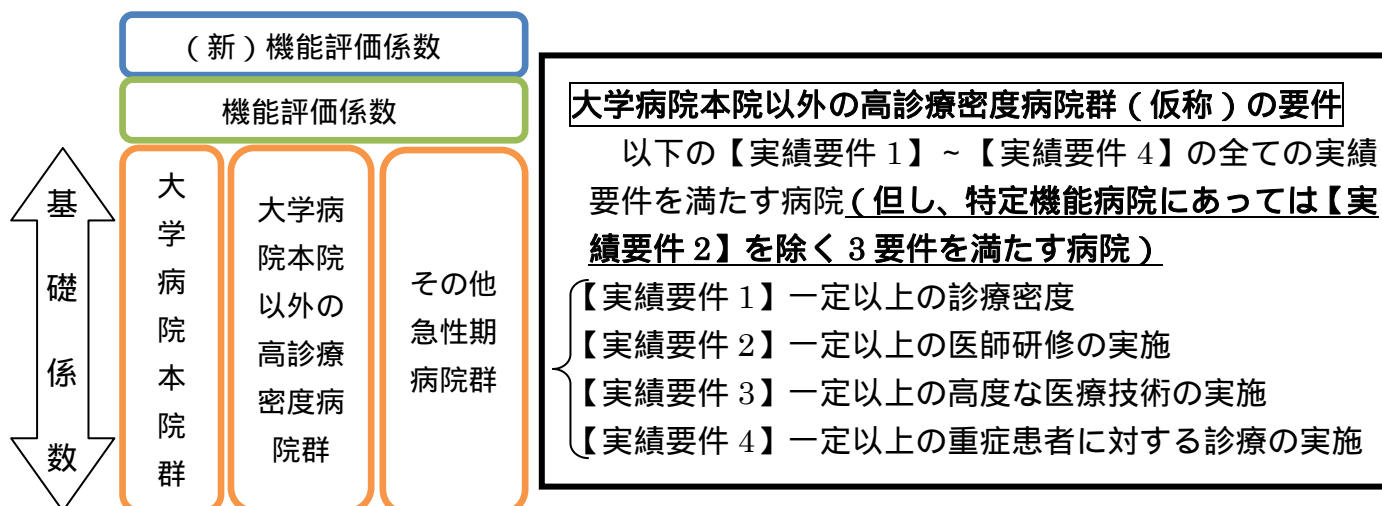 (新)機能評価係数
機能評価係数
基礎係数
大学病院本院群
大学病
院本院
以外の
高診療
密度病
院群
その他
急性期
病院群
大学病院本院以外の高診療密度病院群(仮称)の要件
以下の【実績要件 1】~【実績要件 4】の全ての実績
要件を満たす病院(但し、特定機能病院にあっては【実
績要件 2】を除く 3 要件を満たす病院)
【実績要件 1】一定以上の診療密度
【実績要件 2】一定以上の医師研修の実施
【実績要件 3】一定以上の高度な医療技術の実施
【実績要件 4】一定以上の重症患者に対する診療の実施